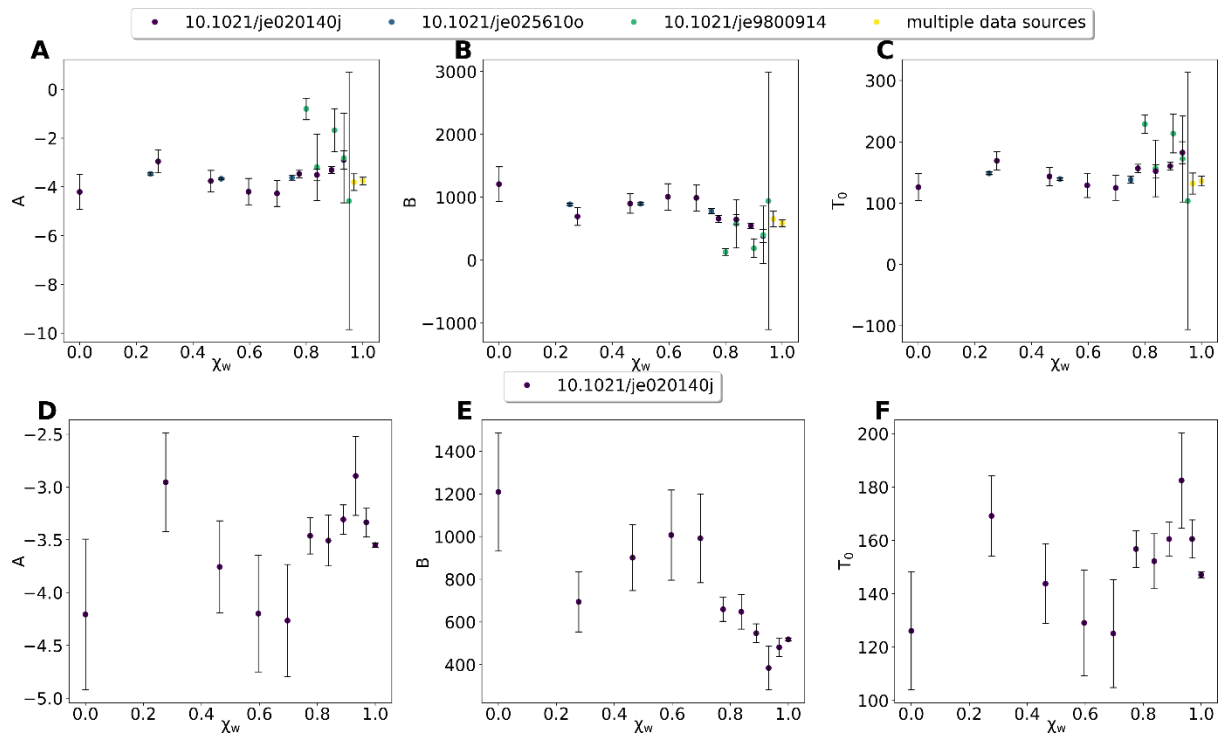 10.1021/je020140j 10.1021/je025610o 10.1021/je9800914 multiple data sources
A B C
0 −2 −4 −6 −8 −10
A
0.0 0.2 0.4 0.6 0.8 1.0
χw
3000 2000 1000 0 −1000
B
0.0 0.2 0.4 0.6 0.8 1.0
χw
300 200 100 0 −100
T0
0.0 0.2 0.4 0.6 0.8 1.0
χw
10.1021/je020140j
D E F
−2.5 −3.0 −3.5 −4.0 −4.5 −5.0
A
0.0 0.2 0.4 0.6 0.8 1.0
χw
1400 1200 1000 800 600 400
B
0.0 0.2 0.4 0.6 0.8 1.0
χw
200 180 160 140 120 100
T0
0.0 0.2 0.4 0.6 0.8 1.0
χw